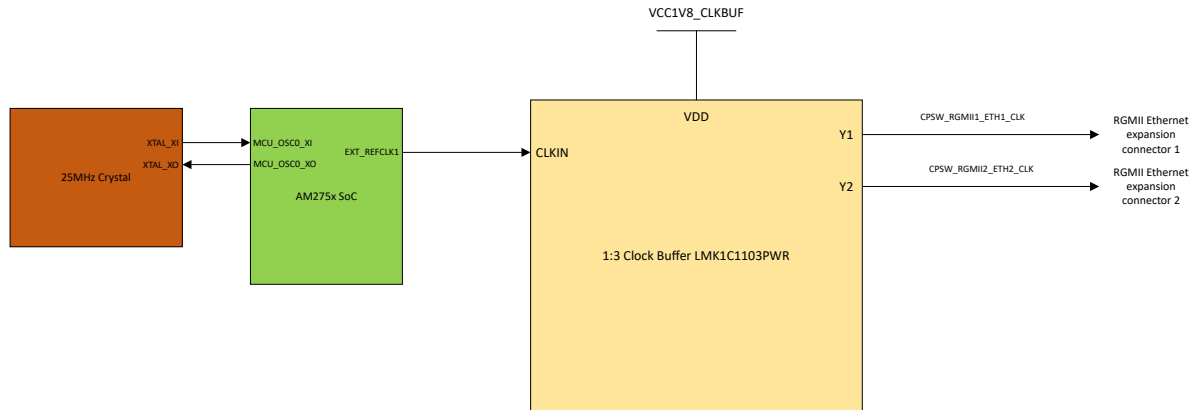 VCC1V8_CLKBUF
VDD
XTAL_XI
XTAL_XO
25MHz Crystal
MCU_OSC0_XI
MCU_OSC0_XO
EXT_REFCLK1
AM275x SoC
CLKIN
Y1
Y2
1:3 Clock Buffer LMK1C1103PWR
CPSW_RGMII1_ETH1_CLK
CPSW_RGMII2_ETH2_CLK
RGMII Ethernet
expansion
connector 1
RGMII Ethernet
expansion
connector 2